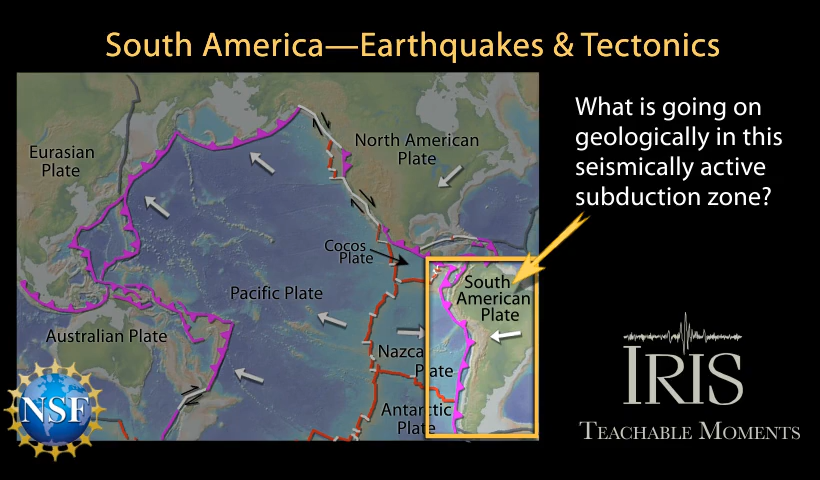 South America—Earthquakes & Tectonics
What is going on
geologically in this
seismically active
subduction zone?
Eurasian
Plate
North American
Plate
Cocos
Plate
South
American
Plate
Pacific Plate
Australian Plate
Nazca
Plate
Antarctic
Plate
NSF
IRIS
TEACHABLE MOMENTS